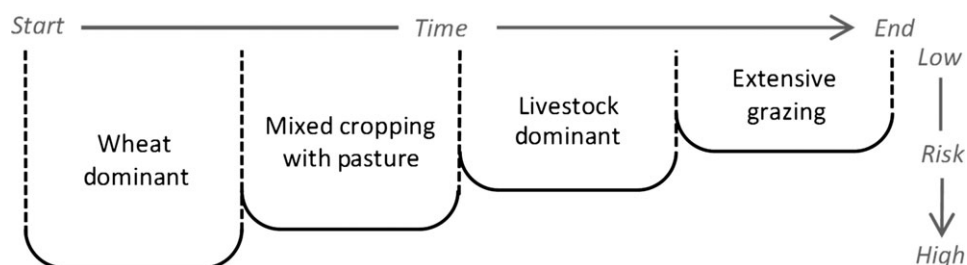 Start
Time
End
Low
Extensive
grazing
Livestock
dominant
Mixed cropping
with pasture
Wheat
dominant
Risk
High